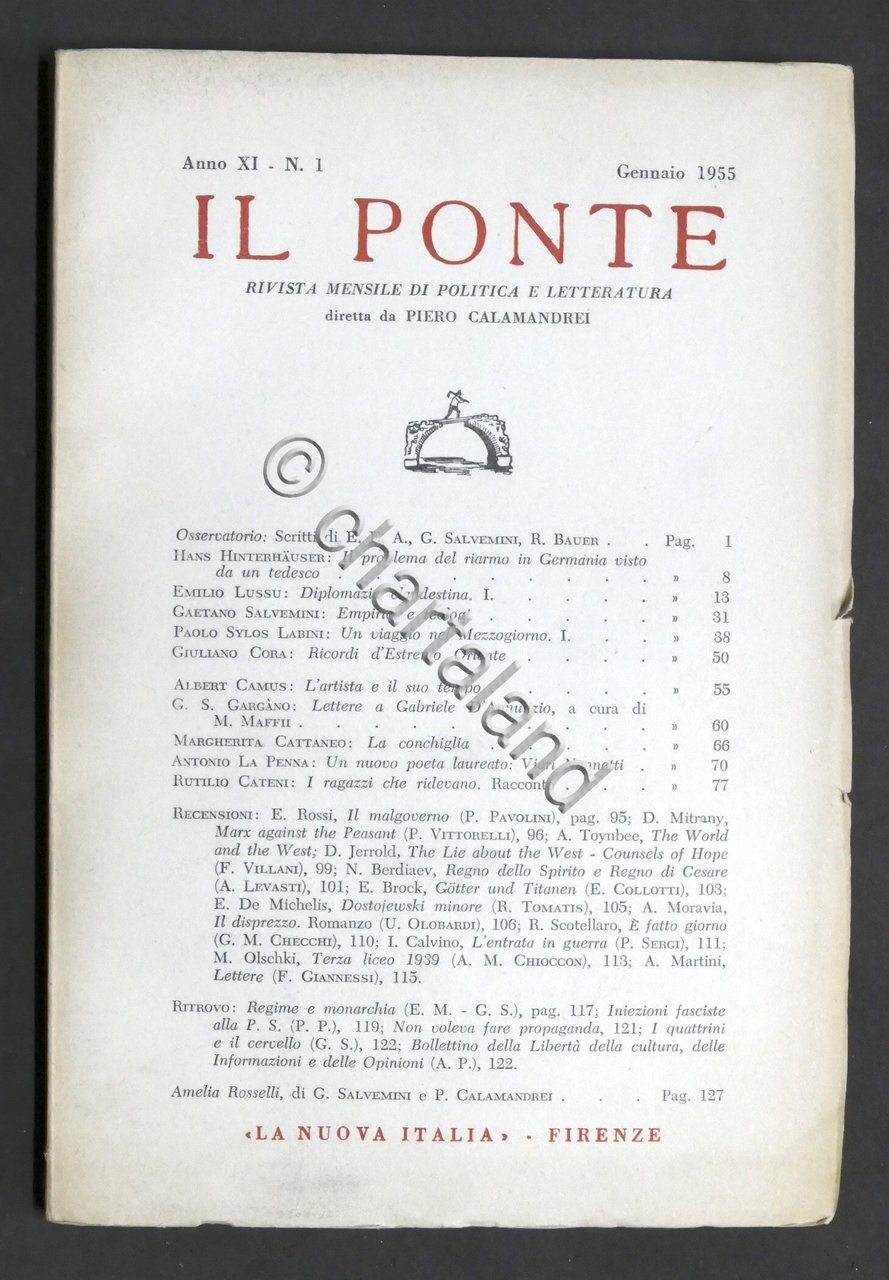 Anno XI - N. 1
Gennaio 1955
IL PONTE
RIVISTA MENSILE DI POLITICA E LETTERATURA
diretta da PIERO CALAMANDREI
Osservatorio: Scritti di E. A., G. SALVEMINI, R. BAUER . . Pag. 1
HANS HINTERHÄUSER: Il problema del riarmo in Germania visto
da un tedesco . . . . . . . . . » 8
EMILIO LUSSU: Diplomazia clandestina. I. . . . . » 13
GAETANO SALVEMINI: Empirici e . . . . . » 31
PAOLO SYLOS LABINI: Un viaggio nel Mezzogiorno. I. . . » 38
GIULIANO CORA: Ricordi d'Estremo Oriente . . . . » 50
ALBERT CAMUS: L'artista e il suo tempo . . . . . » 55
G. S. GARGÀNO: Lettere a Gabriele D'Annunzio, a cura di
M. MAFFII . . . . . . . . . » 60
MARGHERITA CATTANEO: La conchiglia . . . . . » 66
ANTONIO LA PENNA: Un nuovo poeta laureato: Vieri Nannetti . » 70
RUTILIO CATENI: I ragazzi che ridevano. Racconto . . . » 77
RECENSIONI: E. Rossi, Il malgoverno (P. PAVOLINI), pag. 95; D. Mitrany,
Marx against the Peasant (P. VITTORELLI), 96; A. Toynbee, The World
and the West; D. Jerrold, The Lie about the West - Counsels of Hope
(F. VILLANI), 99; N. Berdiaev, Regno dello Spirito e Regno di Cesare
(A. LEVASTI), 101; E. Brock, Götter und Titanen (E. COLLOTTI), 103;
E. De Michelis, Dostojewski minore (R. TOMATIS), 105; A. Moravia,
Il disprezzo. Romanzo (U. OLOBARDI), 106; R. Scotellaro, È fatto giorno
(G. M. CHECCHI), 110; I. Calvino, L'entrata in guerra (P. SERGI), 111;
M. Olschki, Terza liceo 1939 (A. M. CHIOCCON), 113; A. Martini,
Lettere (F. GIANNESSI), 115.
RITROVO: Regime e monarchia (E. M. - G. S.), pag. 117; Iniezioni fasciste
alla P. S. (P. P.), 119; Non voleva fare propaganda, 121; I quattrini
e il cervello (G. S.), 122; Bollettino della Libertà della cultura, delle
Informazioni e delle Opinioni (A. P.), 122.
Amelia Rosselli, di G. SALVEMINI e P. CALAMANDREI . . . Pag. 127
«LA NUOVA ITALIA» - FIRENZE
© chartaland